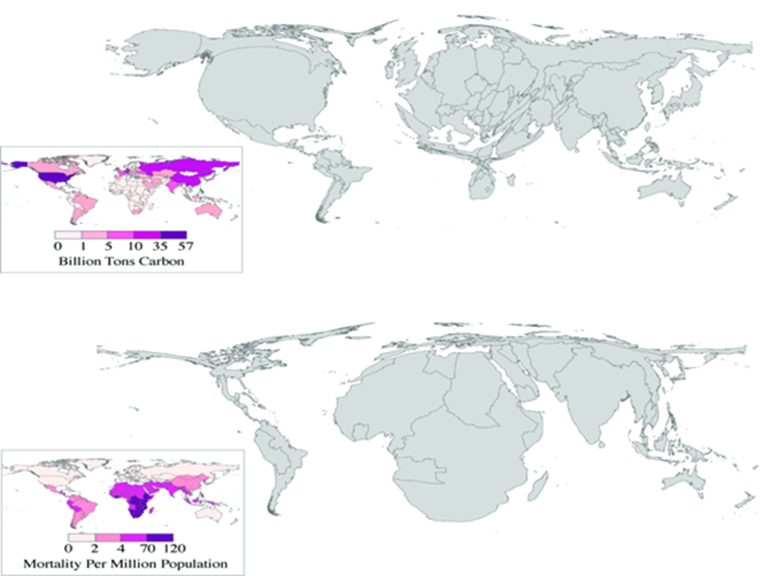 0 1 5 10 35 57
Billion Tons Carbon
0 2 4 70 120
Mortality Per Million Population